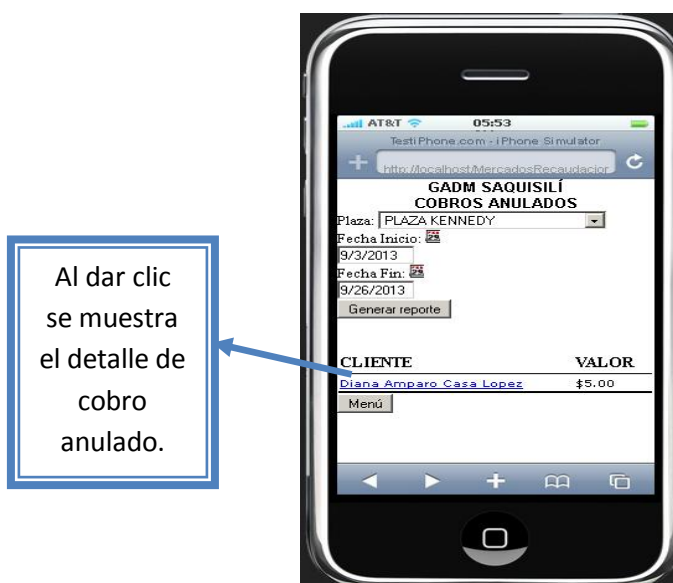 AT&T 05:53
TestiPhone.com - iPhone Simulator
http://localhost/MercadosRecaudacior
GADM SAQUISILÍ
COBROS ANULADOS
Plaza: PLAZA KENNEDY
Fecha Inicio:
9/3/2013
Fecha Fin:
9/26/2013
Generar reporte
Al dar clic
se muestra
el detalle de
cobro
anulado.
CLIENTE VALOR
Diana Amparo Casa Lopez $5.00
Menú